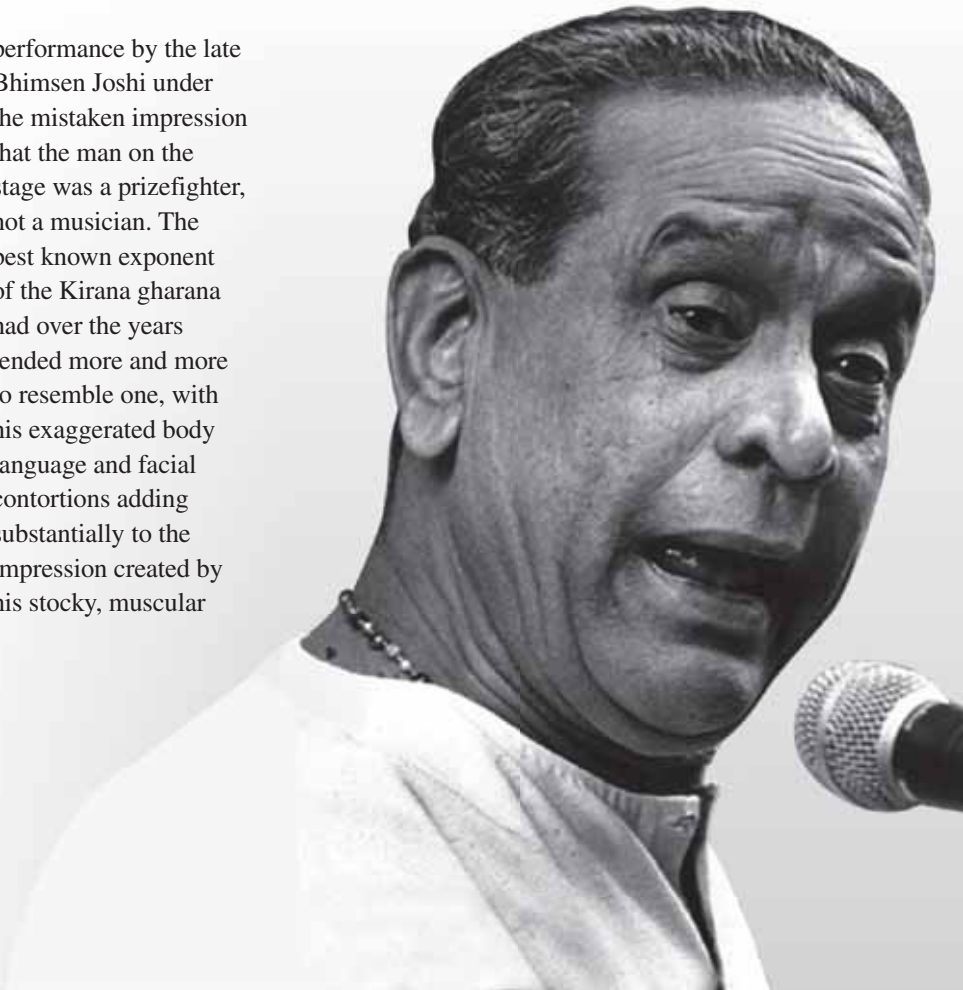 performance by the late
Bhimsen Joshi under
the mistaken impression
that the man on the
stage was a prizefighter,
not a musician. The
best known exponent
of the Kirana gharana
had over the years
tended more and more
to resemble one, with
his exaggerated body
language and facial
contortions adding
substantially to the
impression created by
his stocky, muscular